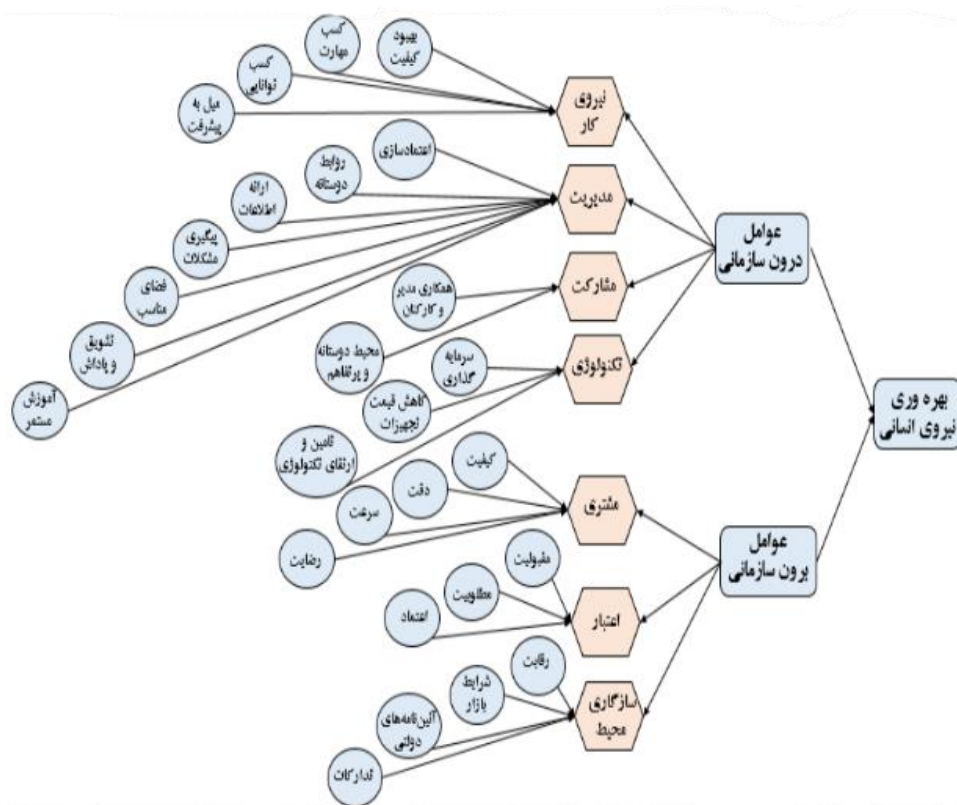 بهره وری
نیروی انسانی
عوامل
درون سازمانی
نیروی
کار
بهبود
کیفیت
کسب
مهارت
کسب
توانایی
میل به
پیشرفت
مدیریت
اعتمادسازی
روابط
دوستانه
ارائه
اطلاعات
پیگیری
مشکلات
فضای
مناسب
تشویق
و پاداش
آموزش
مستمر
مشارکت
همکاری مدیر
و کارکنان
محیط دوستانه
و پرتفاهم
تکنولوژی
سرمایه
گذاری
کاهش قیمت
تجهیزات
تامین و
ارتقای تکنولوژی
عوامل
برون سازمانی
مشتری
کیفیت
دقت
سرعت
رضایت
اعتبار
مقبولیت
مطلوبیت
اعتماد
سازگاری
محیط
رقابت
شرایط
بازار
آئین‌نامه‌های
دولتی
تدارکات